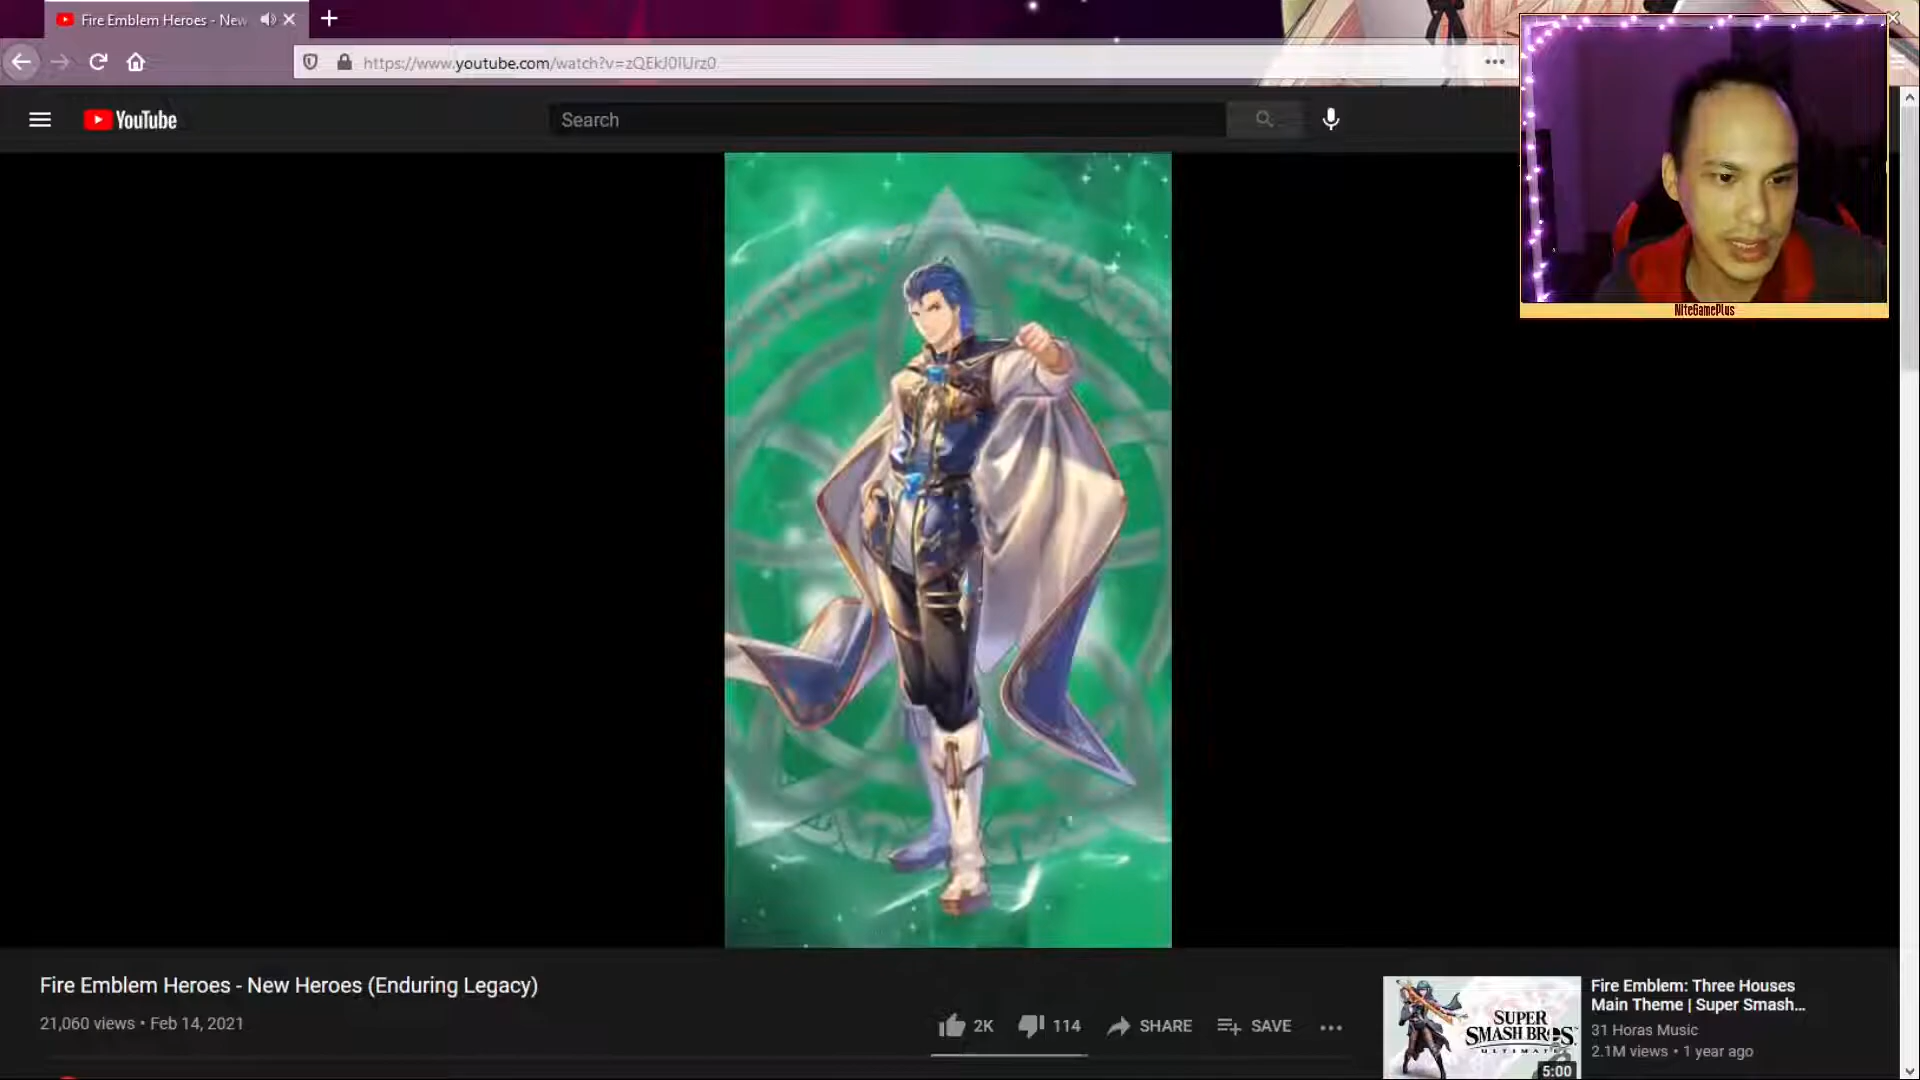 Fire Emblem Heroes - New
https://www.youtube.com/watch?v=zQEkJ0IUrz0
YouTube
Search
NiteGamePlus
Fire Emblem Heroes - New Heroes (Enduring Legacy)
21,060 views • Feb 14, 2021
2K
114
SHARE
SAVE
SUPER
SMASH BROS.
ULTIMATE
5:00
Fire Emblem: Three Houses
Main Theme | Super Smash...
31 Horas Music
2.1M views • 1 year ago